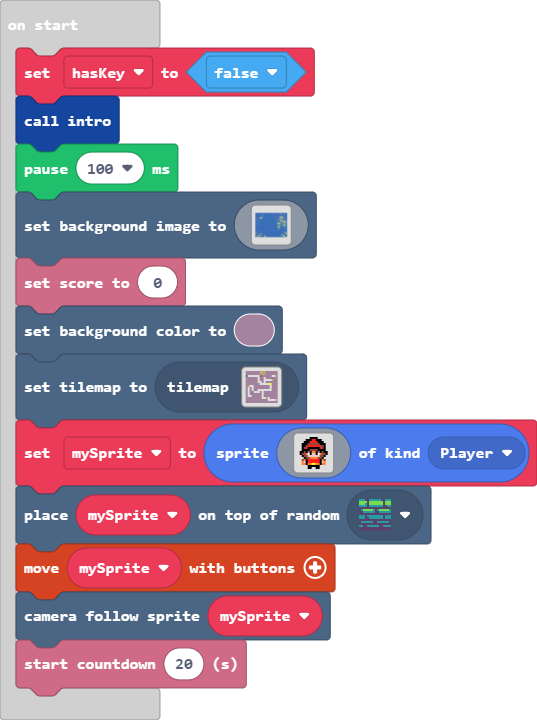 on start
set hasKey to false
call intro
pause 100 ms
set background image to
set score to 0
set background color to
set tilemap to tilemap
set mySprite to sprite of kind Player
place mySprite on top of random
move mySprite with buttons
camera follow sprite mySprite
start countdown 20 (s)